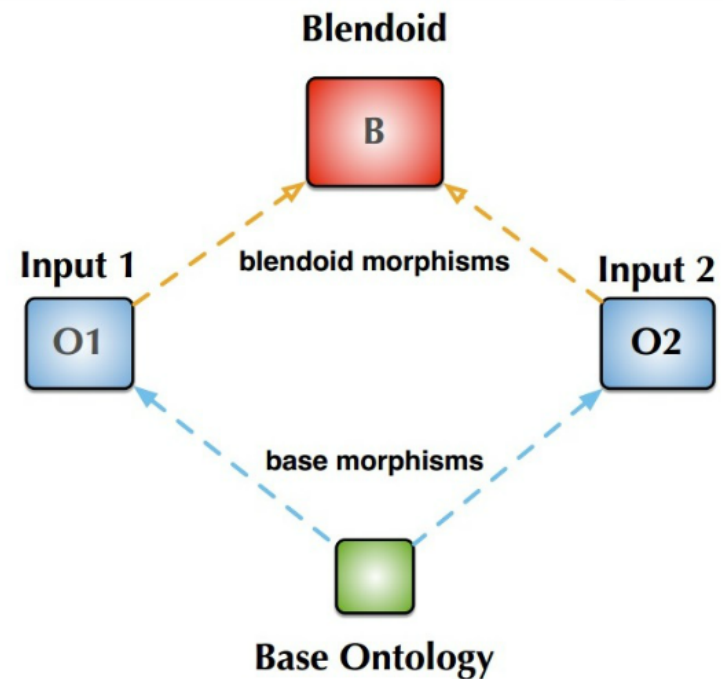 Blendoid
B
blendoid morphisms
Input 1
Input 2
O1
O2
base morphisms
Base Ontology